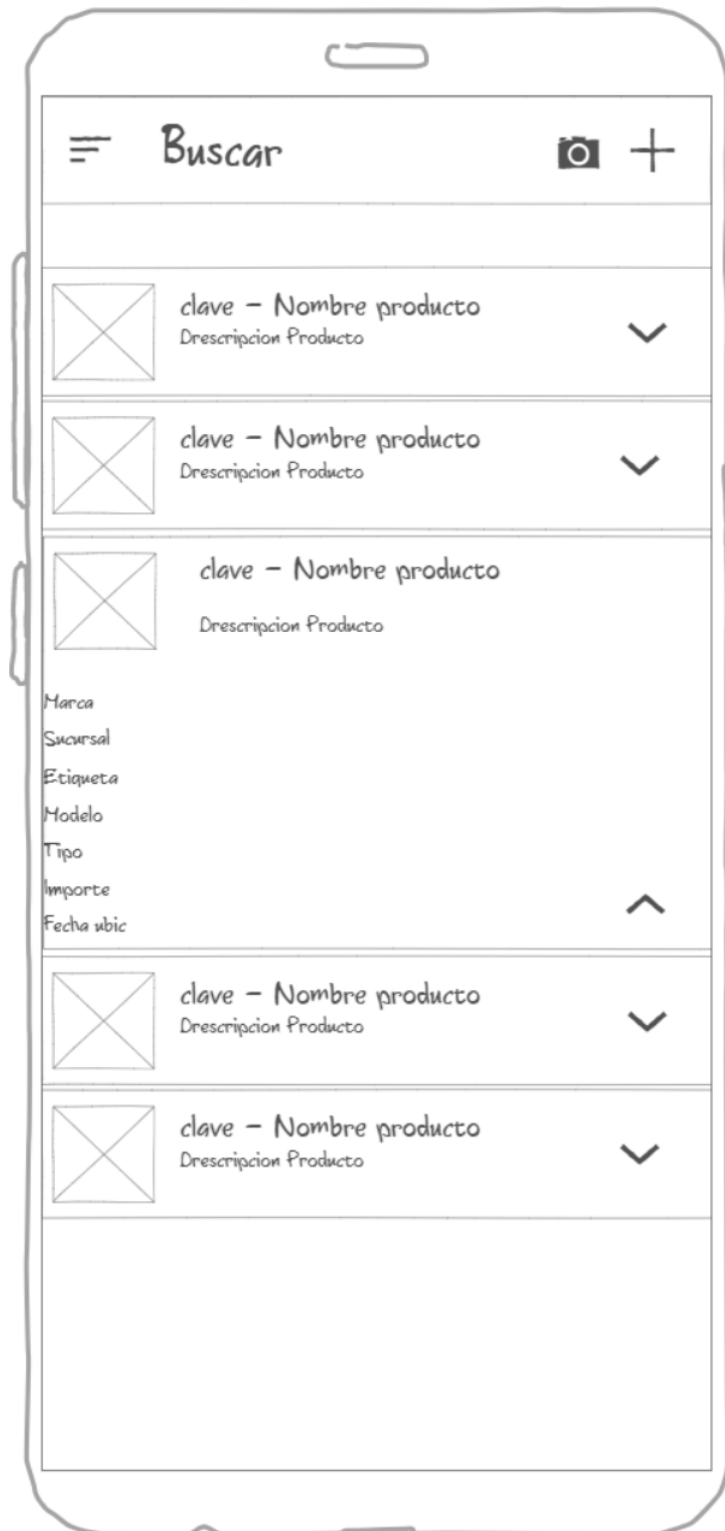 Buscar
clave - Nombre producto
Drescripcion Producto
clave - Nombre producto
Drescripcion Producto
clave - Nombre producto
Drescripcion Producto
Marca
Sucursal
Etiqueta
Modelo
Tipo
Importe
Fecha ubic
clave - Nombre producto
Drescripcion Producto
clave - Nombre producto
Drescripcion Producto